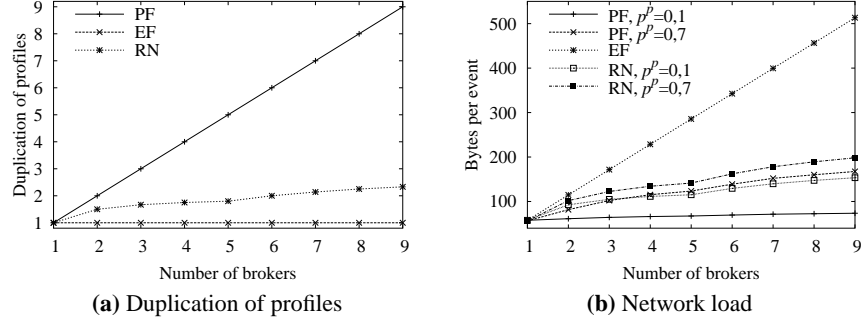 PF
EF
RN
Duplication of profiles
9
8
7
6
5
4
3
2
1
1 2 3 4 5 6 7 8 9
Number of brokers
(a) Duplication of profiles
PF, p^p=0,1
PF, p^p=0,7
EF
RN, p^p=0,1
RN, p^p=0,7
Bytes per event
500
400
300
200
100
1 2 3 4 5 6 7 8 9
Number of brokers
(b) Network load